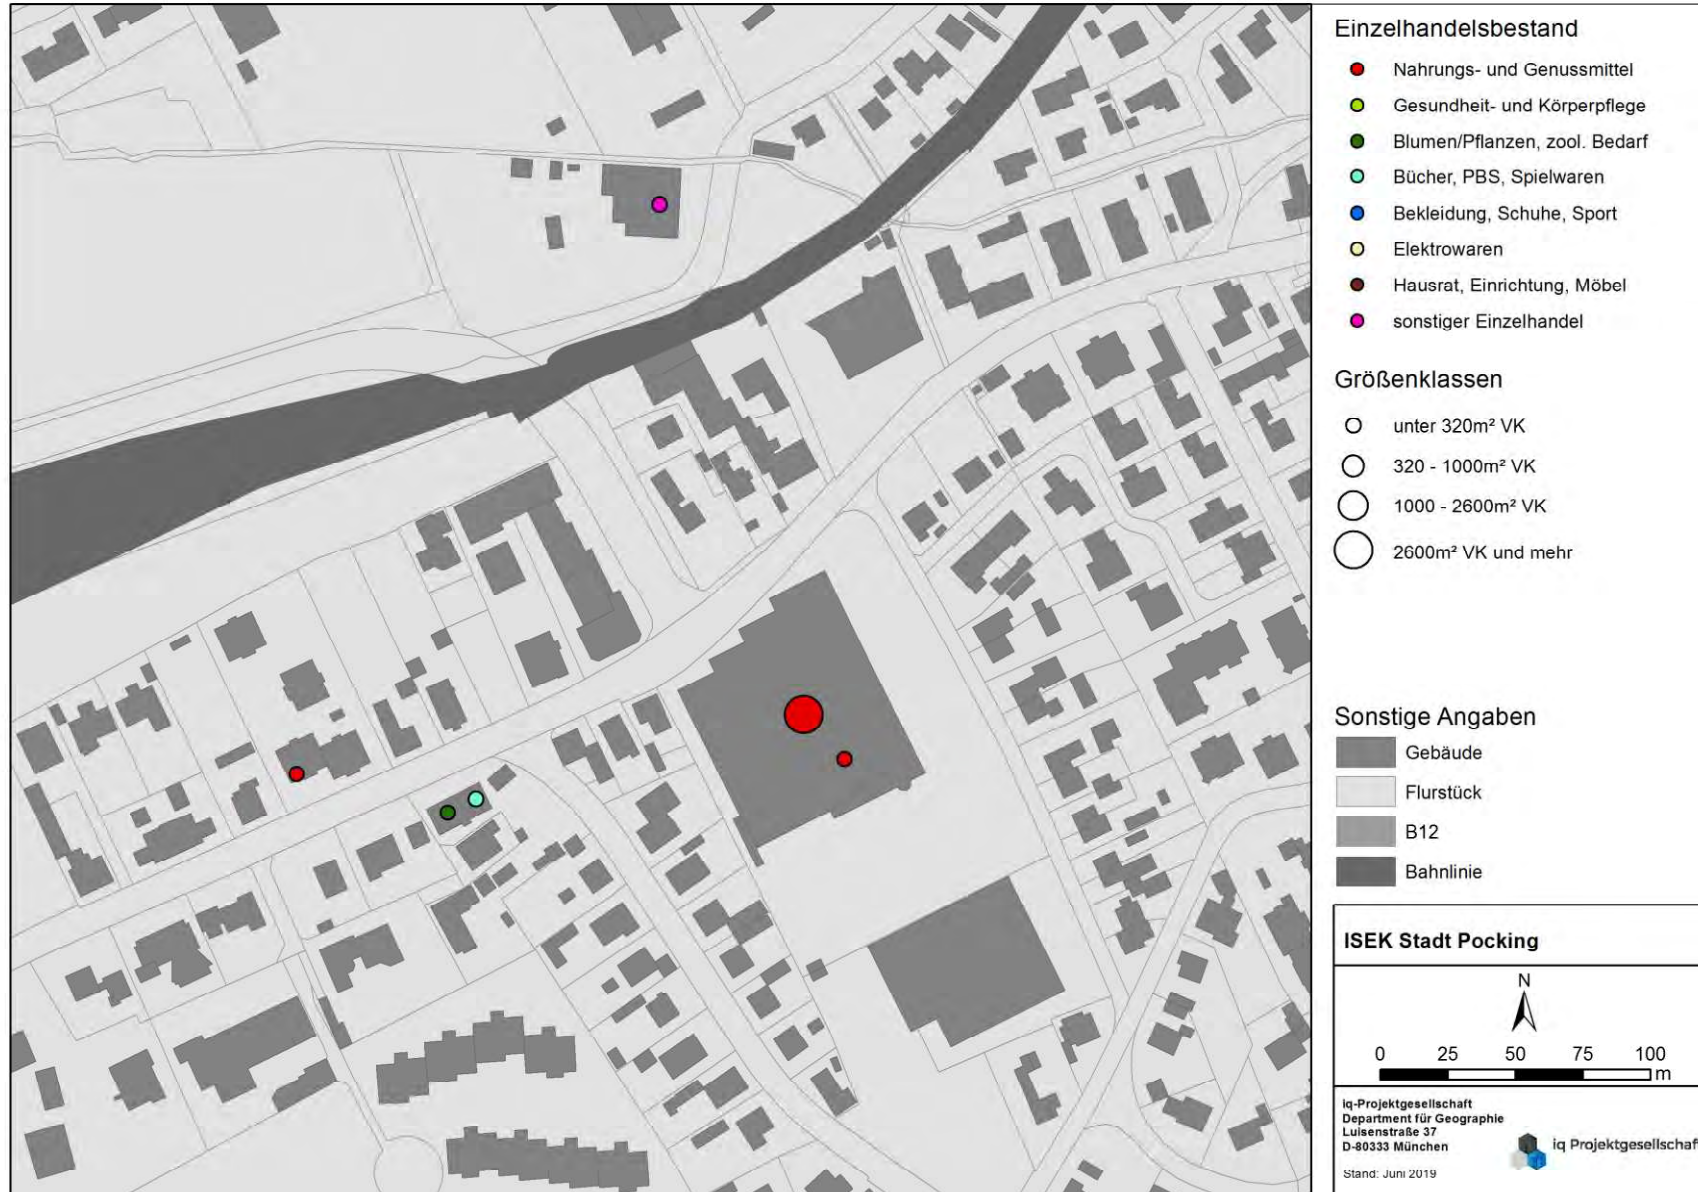 Einzelhandelsbestand
Nahrungs- und Genussmittel
Gesundheit- und Körperpflege
Blumen/Pflanzen, zool. Bedarf
Bücher, PBS, Spielwaren
Bekleidung, Schuhe, Sport
Elektrowaren
Hausrat, Einrichtung, Möbel
sonstiger Einzelhandel
Größenklassen
unter 320m² VK
320 - 1000m² VK
1000 - 2600m² VK
2600m² VK und mehr
Sonstige Angaben
Gebäude
Flurstück
B12
Bahnlinie
ISEK Stadt Pocking
N
0 25 50 75 100
m
iq-Projektgesellschaft
Department für Geographie
Luisenstraße 37
D-80333 München
Stand: Juni 2019
iq Projektgesellschaft